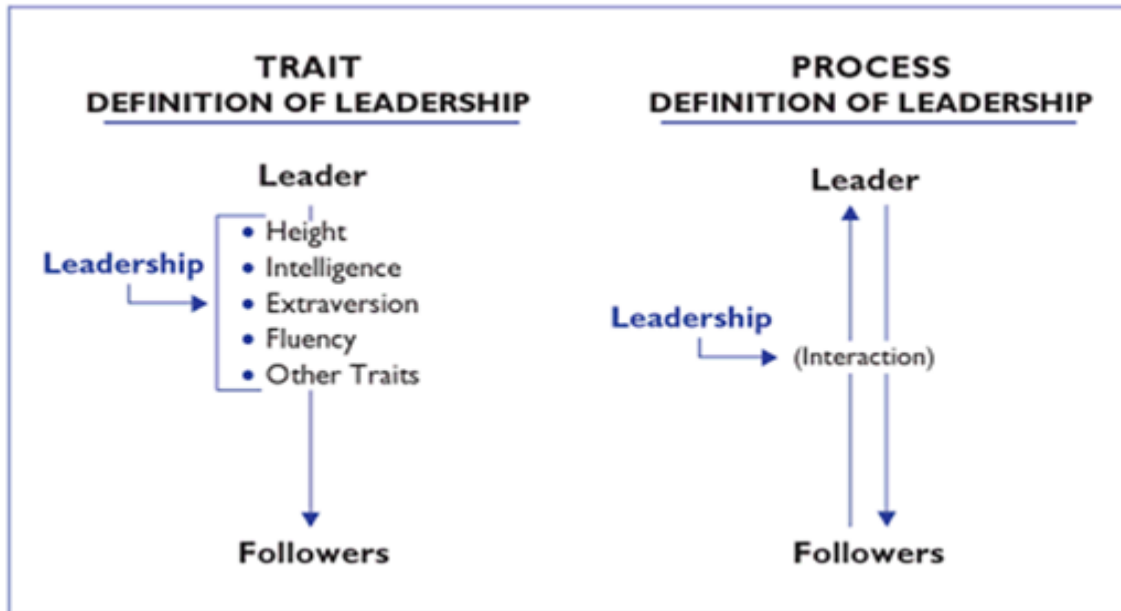 TRAIT
DEFINITION OF LEADERSHIP
Leader
Leadership
• Height
• Intelligence
• Extraversion
• Fluency
• Other Traits
Followers
PROCESS
DEFINITION OF LEADERSHIP
Leader
Leadership
(Interaction)
Followers